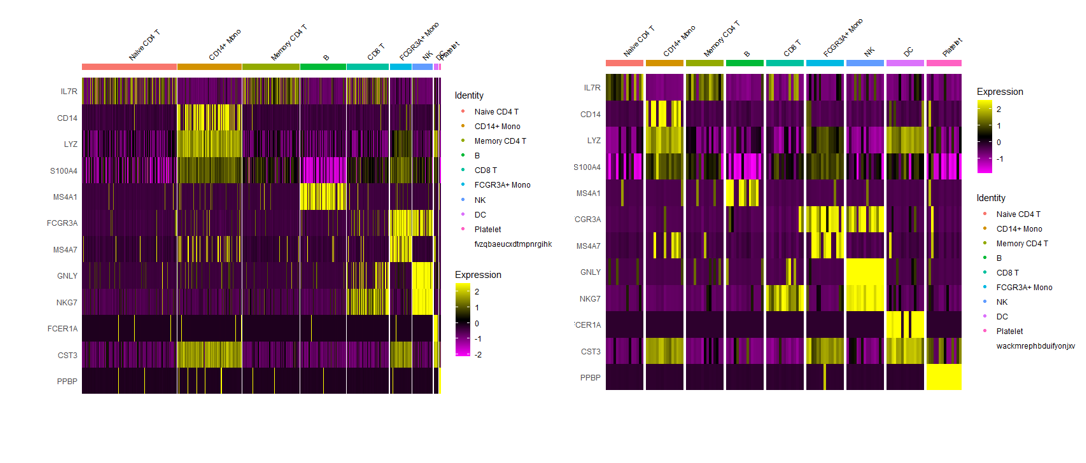 Naive CD4 T
CD14+ Mono
Memory CD4 T
B
CD8 T
FCGR3A+ Mono
NK
DC
Platelet
IL7R
CD14
LYZ
S100A4
MS4A1
FCGR3A
MS4A7
GNLY
NKG7
FCER1A
CST3
PPBP
Identity
Naive CD4 T
CD14+ Mono
Memory CD4 T
B
CD8 T
FCGR3A+ Mono
NK
DC
Platelet
fvzqbaeucxdtmpnrgihk
Expression
2
1
0
-1
-2
Naive CD4 T
CD14+ Mono
Memory CD4 T
B
CD8 T
FCGR3A+ Mono
NK
DC
Platelet
IL7R
CD14
LYZ
S100A4
MS4A1
CGR3A
MS4A7
GNLY
NKG7
CER1A
CST3
PPBP
Expression
2
1
0
-1
Identity
Naive CD4 T
CD14+ Mono
Memory CD4 T
B
CD8 T
FCGR3A+ Mono
NK
DC
Platelet
wackmrephbduifyonjxv